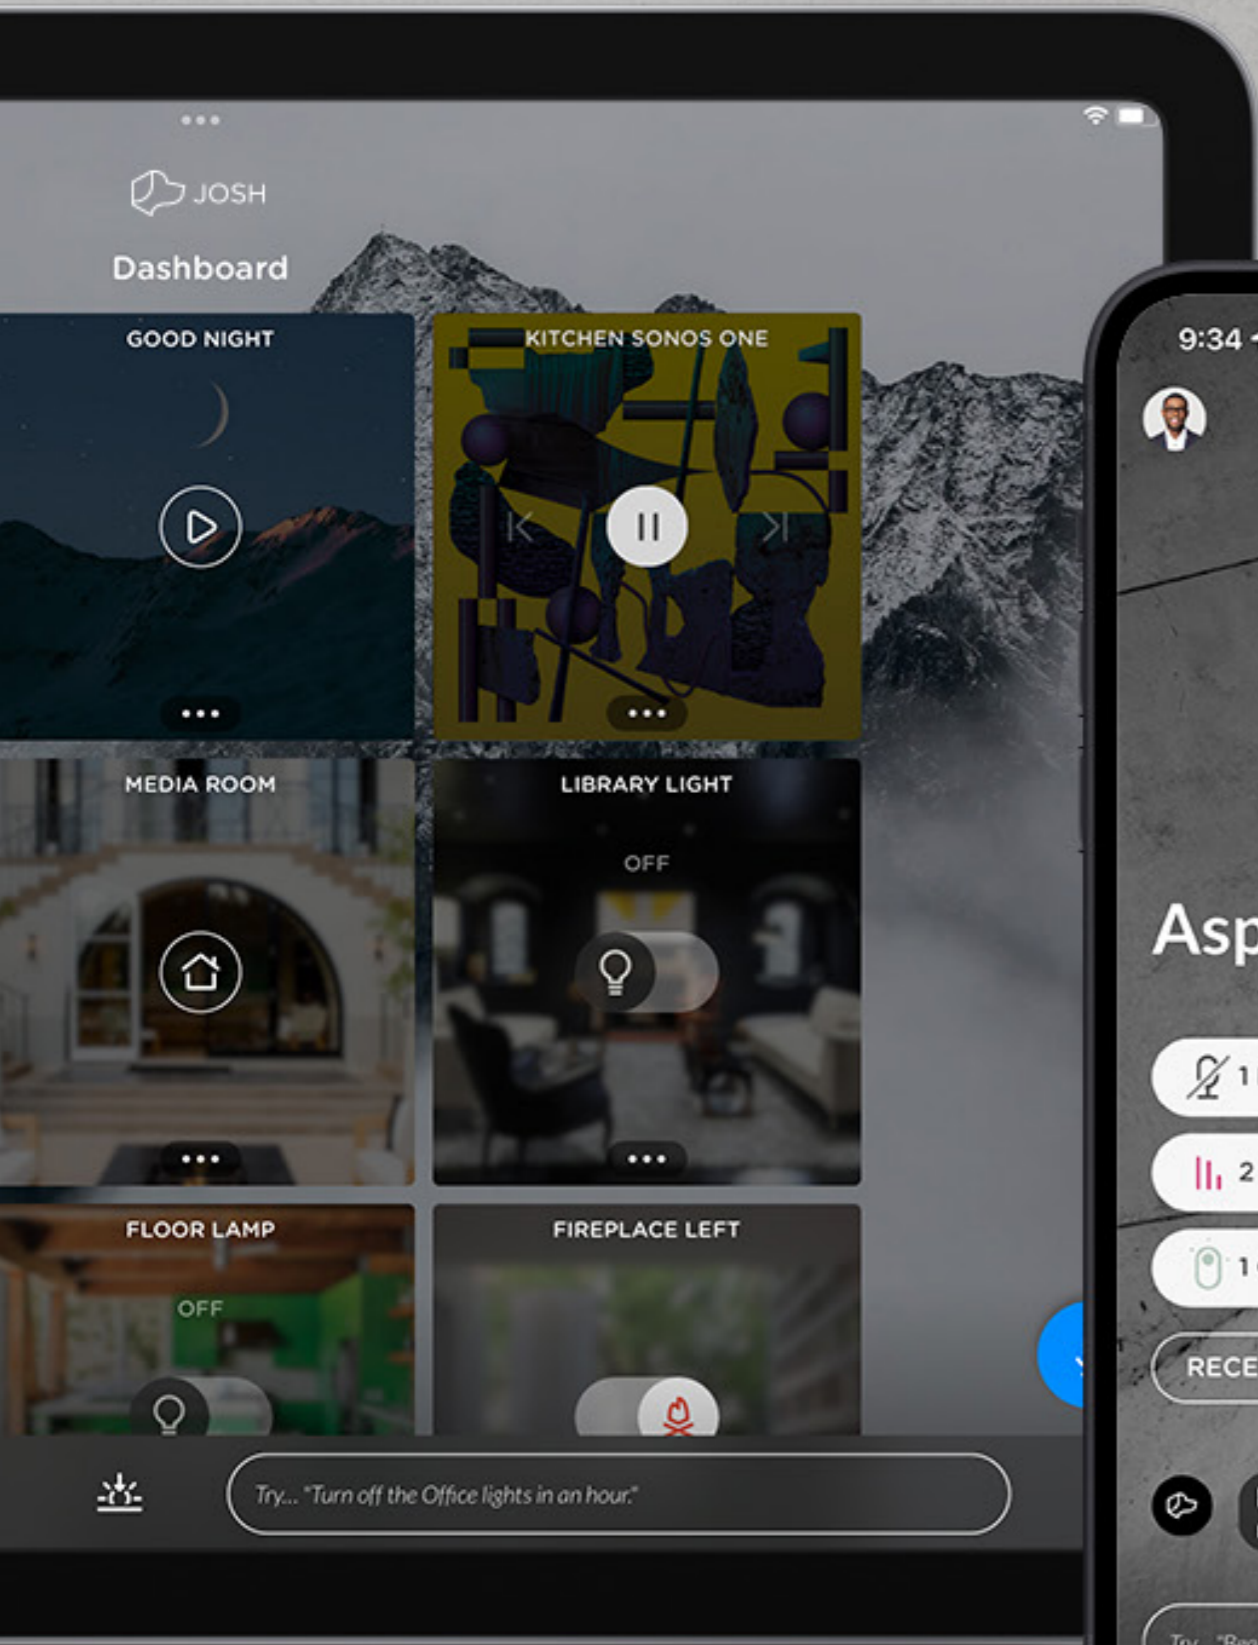 JOSH
Dashboard
GOOD NIGHT
KITCHEN SONOS ONE
MEDIA ROOM
LIBRARY LIGHT
OFF
FLOOR LAMP
FIREPLACE LEFT
OFF
Try... "Turn off the Office lights in an hour."
9:34
Asp
1
2
1
RECE
Try...